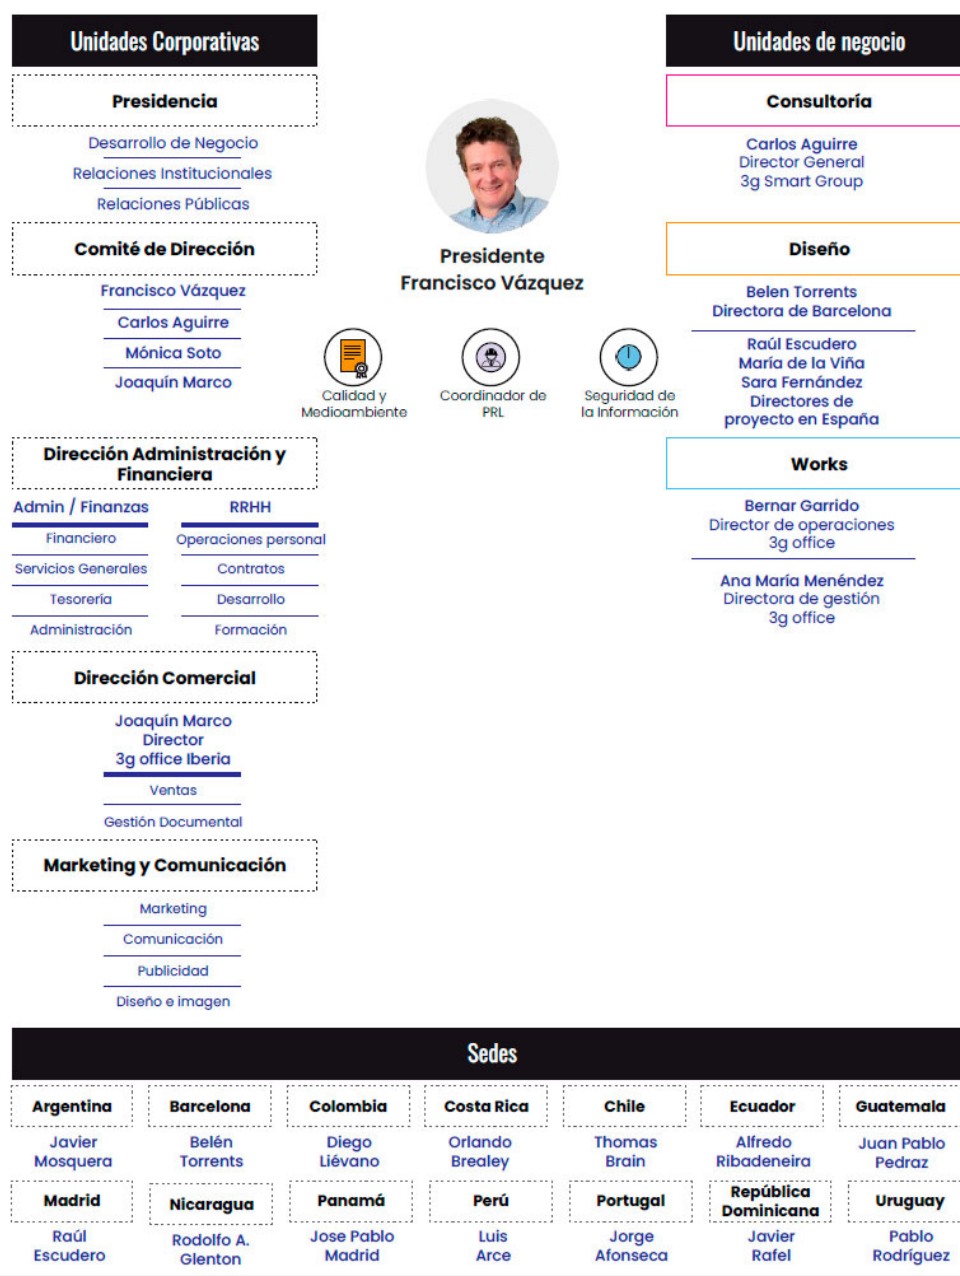 Unidades Corporativas
Presidencia
Desarrollo de Negocio
Relaciones Institucionales
Relaciones Públicas
Comité de Dirección
Francisco Vázquez
Carlos Aguirre
Mónica Soto
Joaquín Marco
Dirección Administración y
Financiera
Admin / Finanzas
Financiero
Servicios Generales
Tesorería
Administración
RRHH
Operaciones personal
Contratos
Desarrollo
Formación
Dirección Comercial
Joaquín Marco
Director
3g office Iberia
Ventas
Gestión Documental
Marketing y Comunicación
Marketing
Comunicación
Publicidad
Diseño e imagen
Presidente
Francisco Vázquez
Calidad y
Medioambiente
Coordinador de
PRL
Seguridad de
la Información
Unidades de negocio
Consultoría
Carlos Aguirre
Director General
3g Smart Group
Diseño
Belen Torrents
Directora de Barcelona
Raúl Escudero
María de la Viña
Sara Fernández
Directores de
proyecto en España
Works
Bernar Garrido
Director de operaciones
3g office
Ana María Menéndez
Directora de gestión
3g office
Sedes
Argentina
Javier
Mosquera
Barcelona
Belén
Torrents
Colombia
Diego
Liévano
Costa Rica
Orlando
Brealey
Chile
Thomas
Brain
Ecuador
Alfredo
Ribadeneira
Guatemala
Juan Pablo
Pedraz
Madrid
Raúl
Escudero
Nicaragua
Rodolfo A.
Glenton
Panamá
Jose Pablo
Madrid
Perú
Luis
Arce
Portugal
Jorge
Afonseca
República
Dominicana
Javier
Rafel
Uruguay
Pablo
Rodríguez